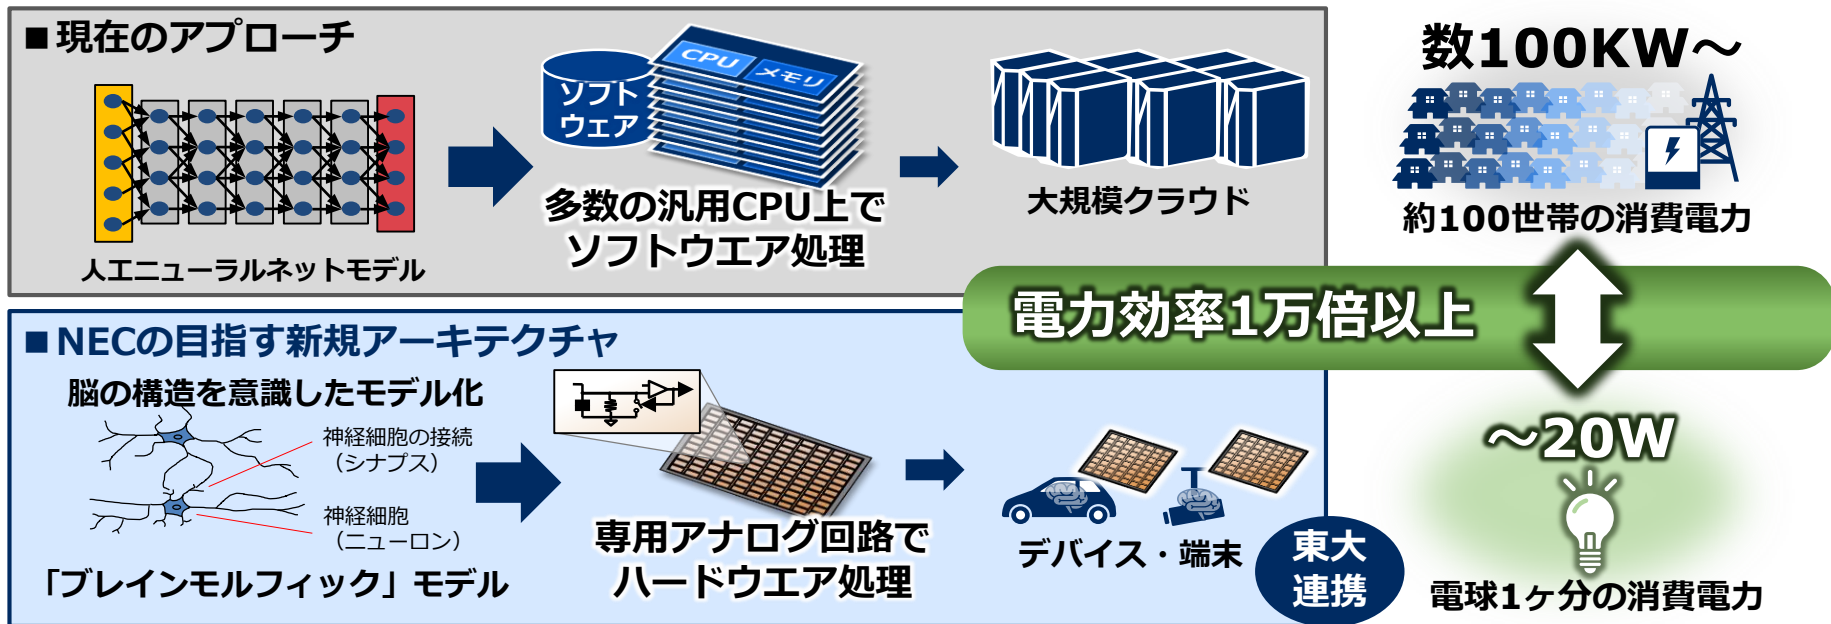 ■現在のアプローチ
ソフト
ウェア
CPU
メモリ
人工ニューラルネットモデル
多数の汎用CPU上で
ソフトウエア処理
大規模クラウド
数100KW～
約100世帯の消費電力
電力効率1万倍以上
■NECの目指す新規アーキテクチャ
脳の構造を意識したモデル化
神経細胞の接続
（シナプス）
神経細胞
（ニューロン）
「ブレインモルフィック」モデル
専用アナログ回路で
ハードウエア処理
デバイス・端末
東大
連携
～20W
電球1ヶ分の消費電力